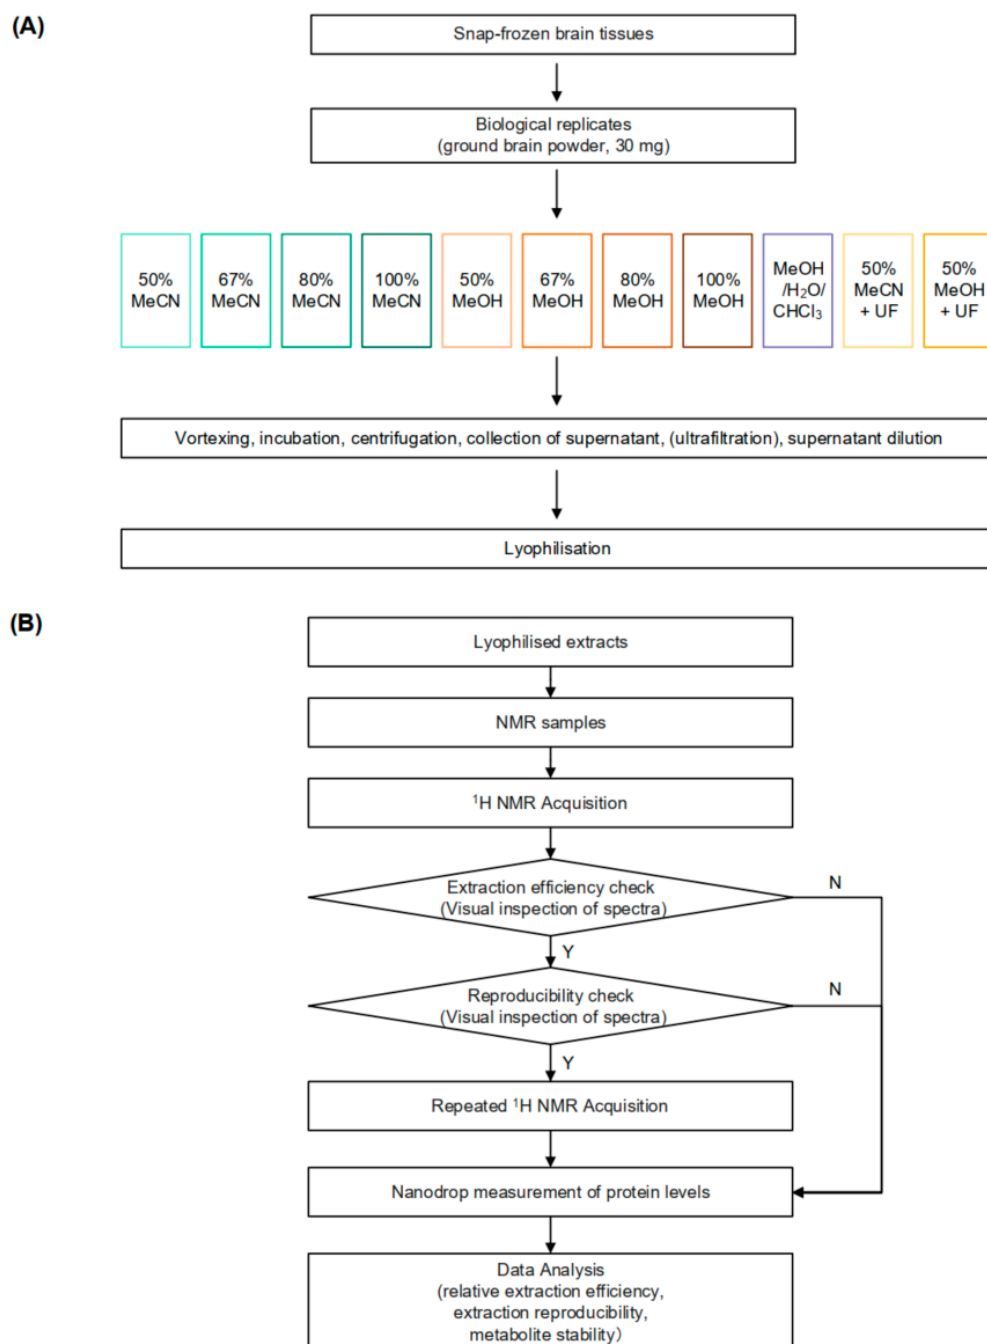 (A)
Snap-frozen brain tissues
Biological replicates
(ground brain powder, 30 mg)
50%
MeCN
67%
MeCN
80%
MeCN
100%
MeCN
50%
MeOH
67%
MeOH
80%
MeOH
100%
MeOH
MeOH
/H₂O/
CHCl₃
50%
MeCN
+ UF
50%
MeOH
+ UF
Vortexing, incubation, centrifugation, collection of supernatant, (ultrafiltration), supernatant dilution
Lyophilisation
(B)
Lyophilised extracts
NMR samples
¹H NMR Acquisition
Extraction efficiency check
(Visual inspection of spectra)
N
Y
Reproducibility check
(Visual inspection of spectra)
N
Y
Repeated ¹H NMR Acquisition
Nanodrop measurement of protein levels
Data Analysis
(relative extraction efficiency,
extraction reproducibility,
metabolite stability)